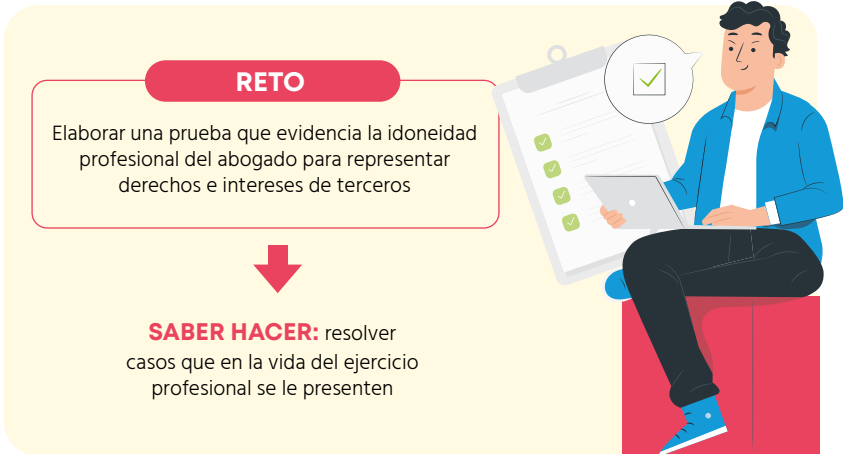 RETO
Elaborar una prueba que evidencia la idoneidad
profesional del abogado para representar
derechos e intereses de terceros
SABER HACER: resolver
casos que en la vida del ejercicio
profesional se le presenten